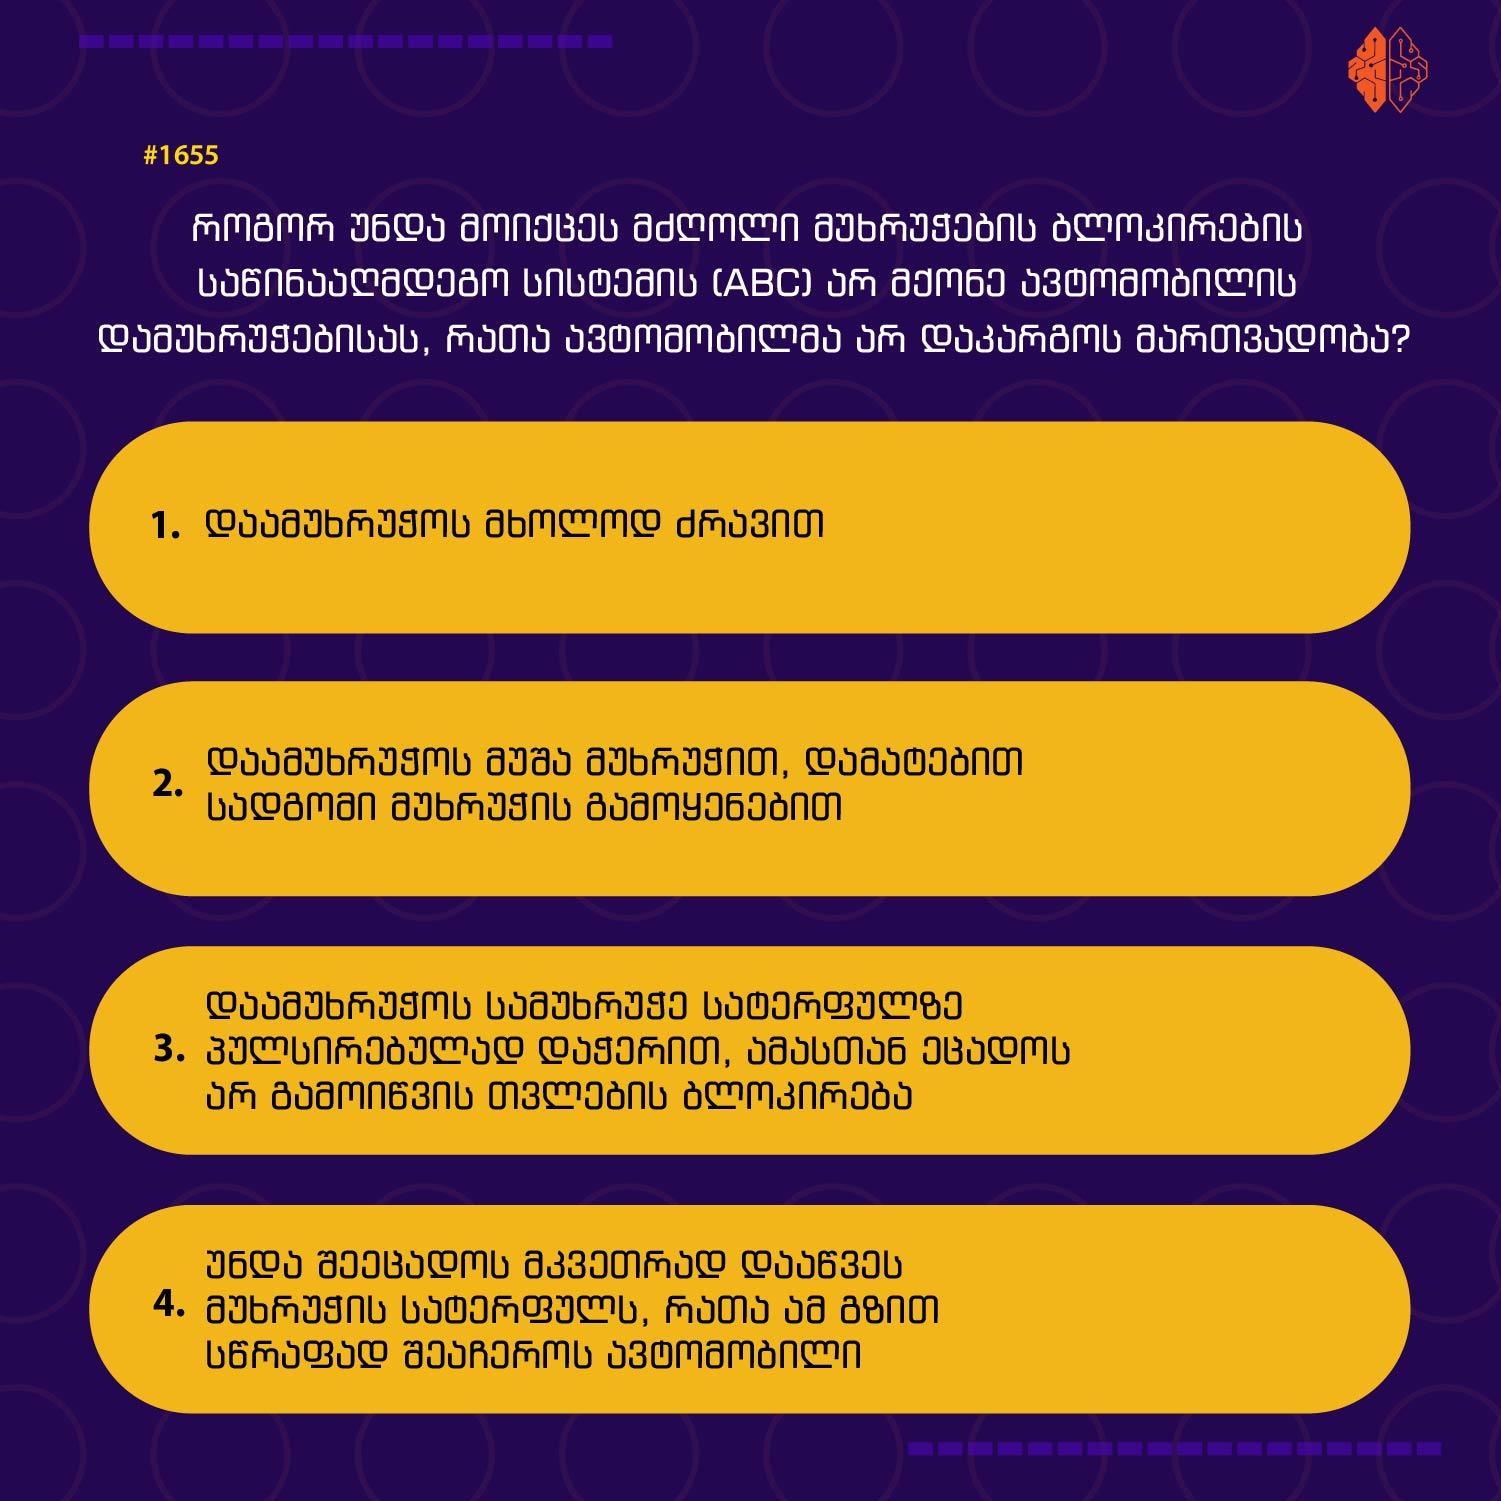 #1655
როგორ უნდა მოიქცეს მძღოლი მუხრუჭების ბლოკირების
საწინააღმდეგო სისტემის (ABC) არ მქონე ავტომობილის
დამუხრუჭებისას, რათა ავტომობილმა არ დაკარგოს მართვადობა?
1. დაამუხრუჭოს მხოლოდ ძრავით
2. დაამუხრუჭოს მუშა მუხრუჭით, დამატებით
სადგომი მუხრუჭის გამოყენებით
დაამუხრუჭოს სამუხრუჭე სატერფულზე
3. პულსირებულად დაჭერით, ამასთან ეცადოს
არ გამოიწვის თვლების ბლოკირება
უნდა შეეცადოს მკვეთრად დააწვეს
4. მუხრუჭის სატერფულს, რათა ამ გზით
სწრაფად შეაჩეროს ავტომობილი